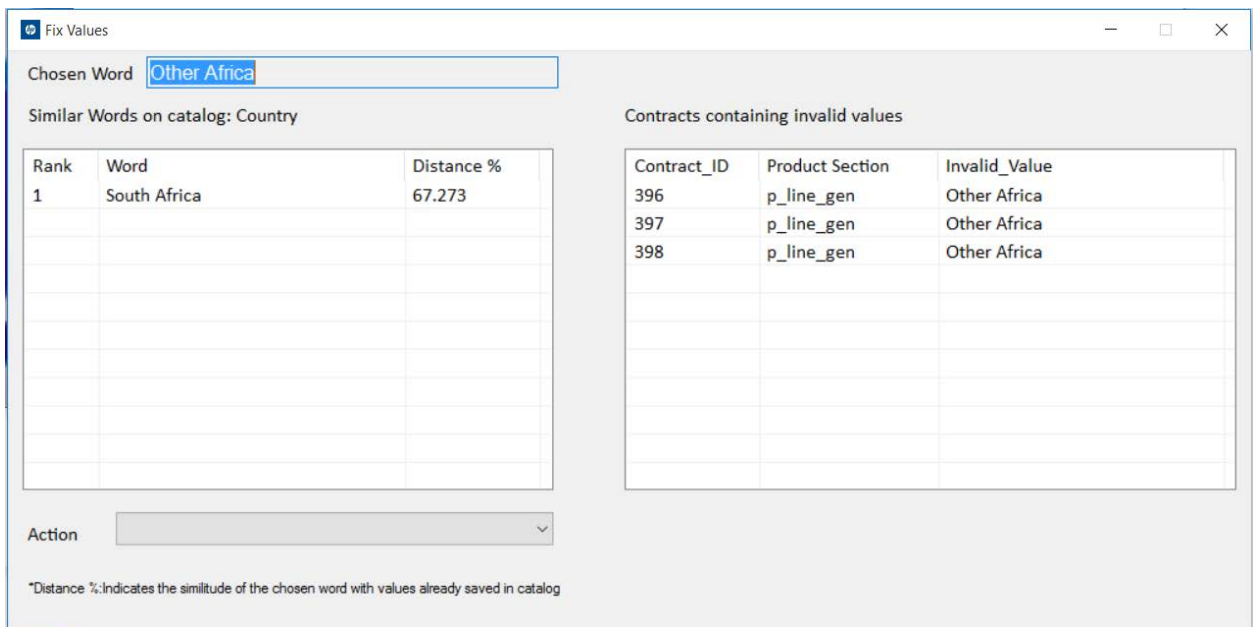 Fix Values
Chosen Word Other Africa
Similar Words on catalog: Country
Rank Word Distance %
1 South Africa 67.273
Contracts containing invalid values
Contract_ID Product Section Invalid_Value
396 p_line_gen Other Africa
397 p_line_gen Other Africa
398 p_line_gen Other Africa
Action
*Distance %:Indicates the similitude of the chosen word with values already saved in catalog